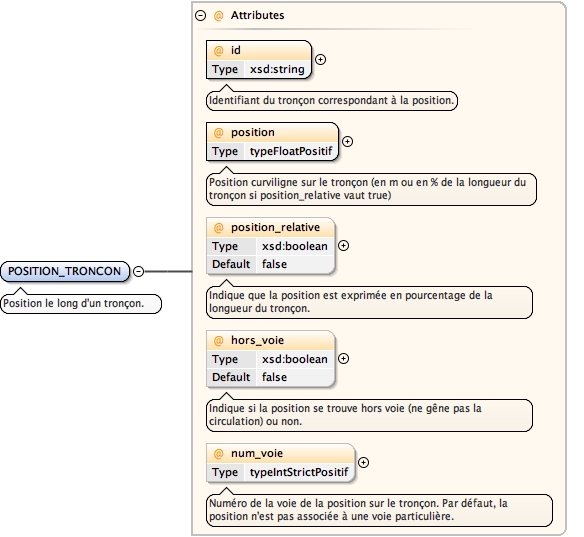 @ Attributes
@ id
Type xsd:string
Identifiant du tronçon correspondant à la position.
@ position
Type typeFloatPositif
Position curviligne sur le tronçon (en m ou en % de la longueur du
tronçon si position_relative vaut true)
@ position_relative
Type xsd:boolean
Default false
Indique que la position est exprimée en pourcentage de la
longueur du tronçon.
POSITION_TRONCON
Position le long d'un tronçon.
@ hors_voie
Type xsd:boolean
Default false
Indique si la position se trouve hors voie (ne gêne pas la
circulation) ou non.
@ num_voie
Type typeIntStrictPositif
Numéro de la voie de la position sur le tronçon. Par défaut, la
position n'est pas associée à une voie particulière.